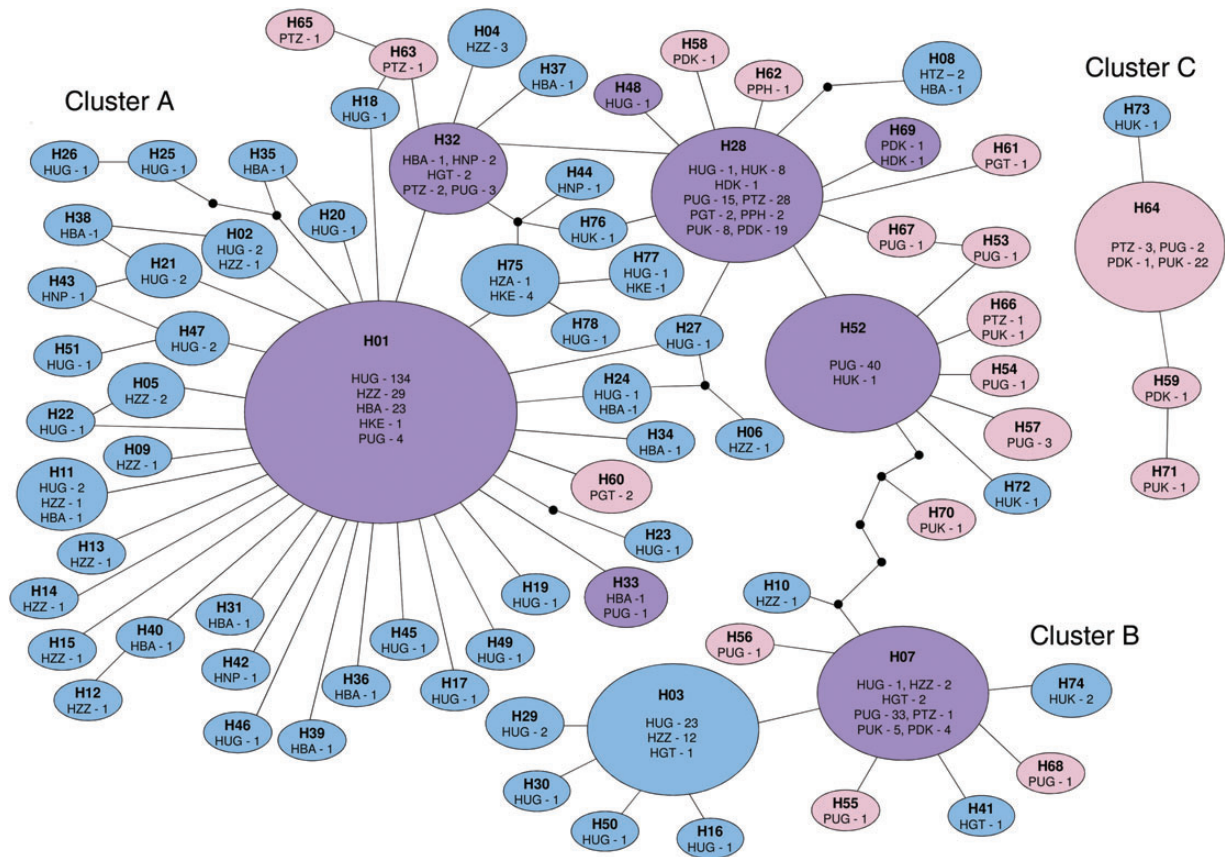 Cluster A
H65
PTZ - 1
H63
PTZ - 1
H04
HZZ - 3
H37
HBA - 1
H18
HUG - 1
H32
HBA - 1, HNP - 2
HGT - 2
PTZ - 2, PUG - 3
H26
HUG - 1
H25
HUG - 1
H35
HBA - 1
H20
HUG - 1
H38
HBA -1
H02
HUG - 2
HZZ - 1
H21
HUG - 2
H43
HNP - 1
H47
HUG - 2
H51
HUG - 1
H05
HZZ - 2
H22
HUG - 1
H09
HZZ - 1
H11
HUG - 2
HZZ - 1
HBA - 1
H13
HZZ - 1
H14
HZZ - 1
H15
HZZ - 1
H40
HBA - 1
H12
HZZ - 1
H31
HBA - 1
H42
HNP - 1
H46
HUG - 1
H39
HBA - 1
H36
HBA - 1
H45
HUG - 1
H17
HUG - 1
H49
HUG - 1
H19
HUG - 1
H33
HBA -1
PUG - 1
H23
HUG - 1
H60
PGT - 2
H34
HBA - 1
H24
HUG - 1
HBA -1
H06
HZZ - 1
H27
HUG - 1
H01
HUG - 134
HZZ - 29
HBA - 23
HKE - 1
PUG - 4
H44
HNP - 1
H76
HUK - 1
H75
HZA - 1
HKE - 4
H77
HUG - 1
HKE -1
H78
HUG - 1
H58
PDK - 1
H62
PPH - 1
H48
HUG - 1
H08
HTZ – 2
HBA - 1
H69
PDK - 1
HDK - 1
H61
PGT - 1
H28
HUG - 1, HUK - 8
HDK - 1
PUG - 15, PTZ - 28
PGT - 2, PPH - 2
PUK - 8, PDK - 19
H67
PUG - 1
H53
PUG - 1
H66
PTZ - 1
PUK - 1
H52
PUG - 40
HUK - 1
H54
PUG - 1
H57
PUG - 3
H72
HUK - 1
H70
PUK - 1
Cluster C
H73
HUK - 1
H64
PTZ - 3, PUG - 2
PDK - 1, PUK - 22
H59
PDK - 1
H71
PUK - 1
Cluster B
H10
HZZ - 1
H56
PUG - 1
H07
HUG - 1, HZZ - 2
HGT - 2
PUG - 33, PTZ - 1
PUK - 5, PDK - 4
H74
HUK - 2
H03
HUG - 23
HZZ - 12
HGT - 1
H29
HUG - 2
H30
HUG - 1
H50
HUG - 1
H16
HUG - 1
H55
PUG - 1
H41
HGT - 1
H68
PUG - 1